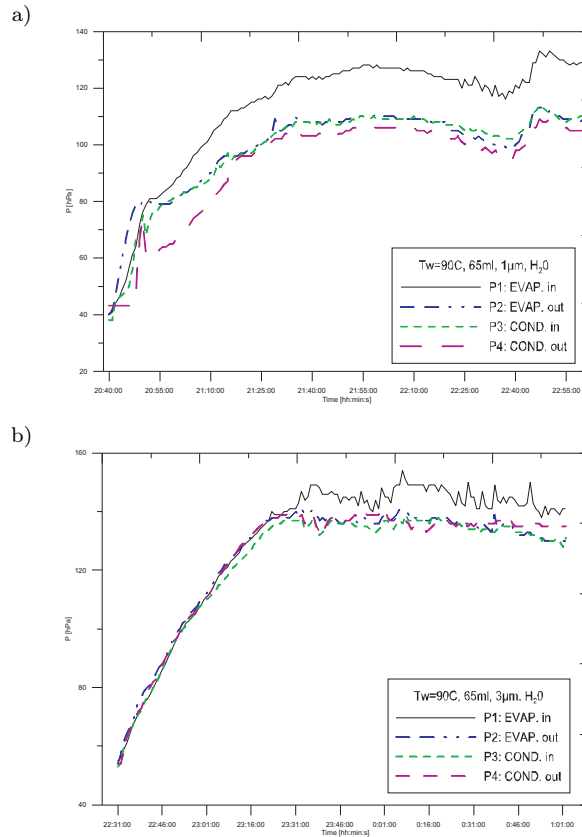 a)
140
120
100
80
60
40
20
P [hPa]
Tw=90C, 65ml, 1μm, H20
P1: EVAP. in
P2: EVAP. out
P3: COND. in
P4: COND. out
20:40:00 20:55:00 21:10:00 21:25:00 21:40:00 21:55:00 22:10:00 22:25:00 22:40:00 22:55:00
Time [hh:min:s]
b)
160
120
80
40
P [hPa]
Tw=90C, 65ml, 3μm, H20
P1: EVAP. in
P2: EVAP. out
P3: COND. in
P4: COND. out
22:31:00 22:46:00 23:01:00 23:16:00 23:31:00 23:46:00 0:01:00 0:16:00 0:31:00 0:46:00 1:01:00
Time [hh:min:s]